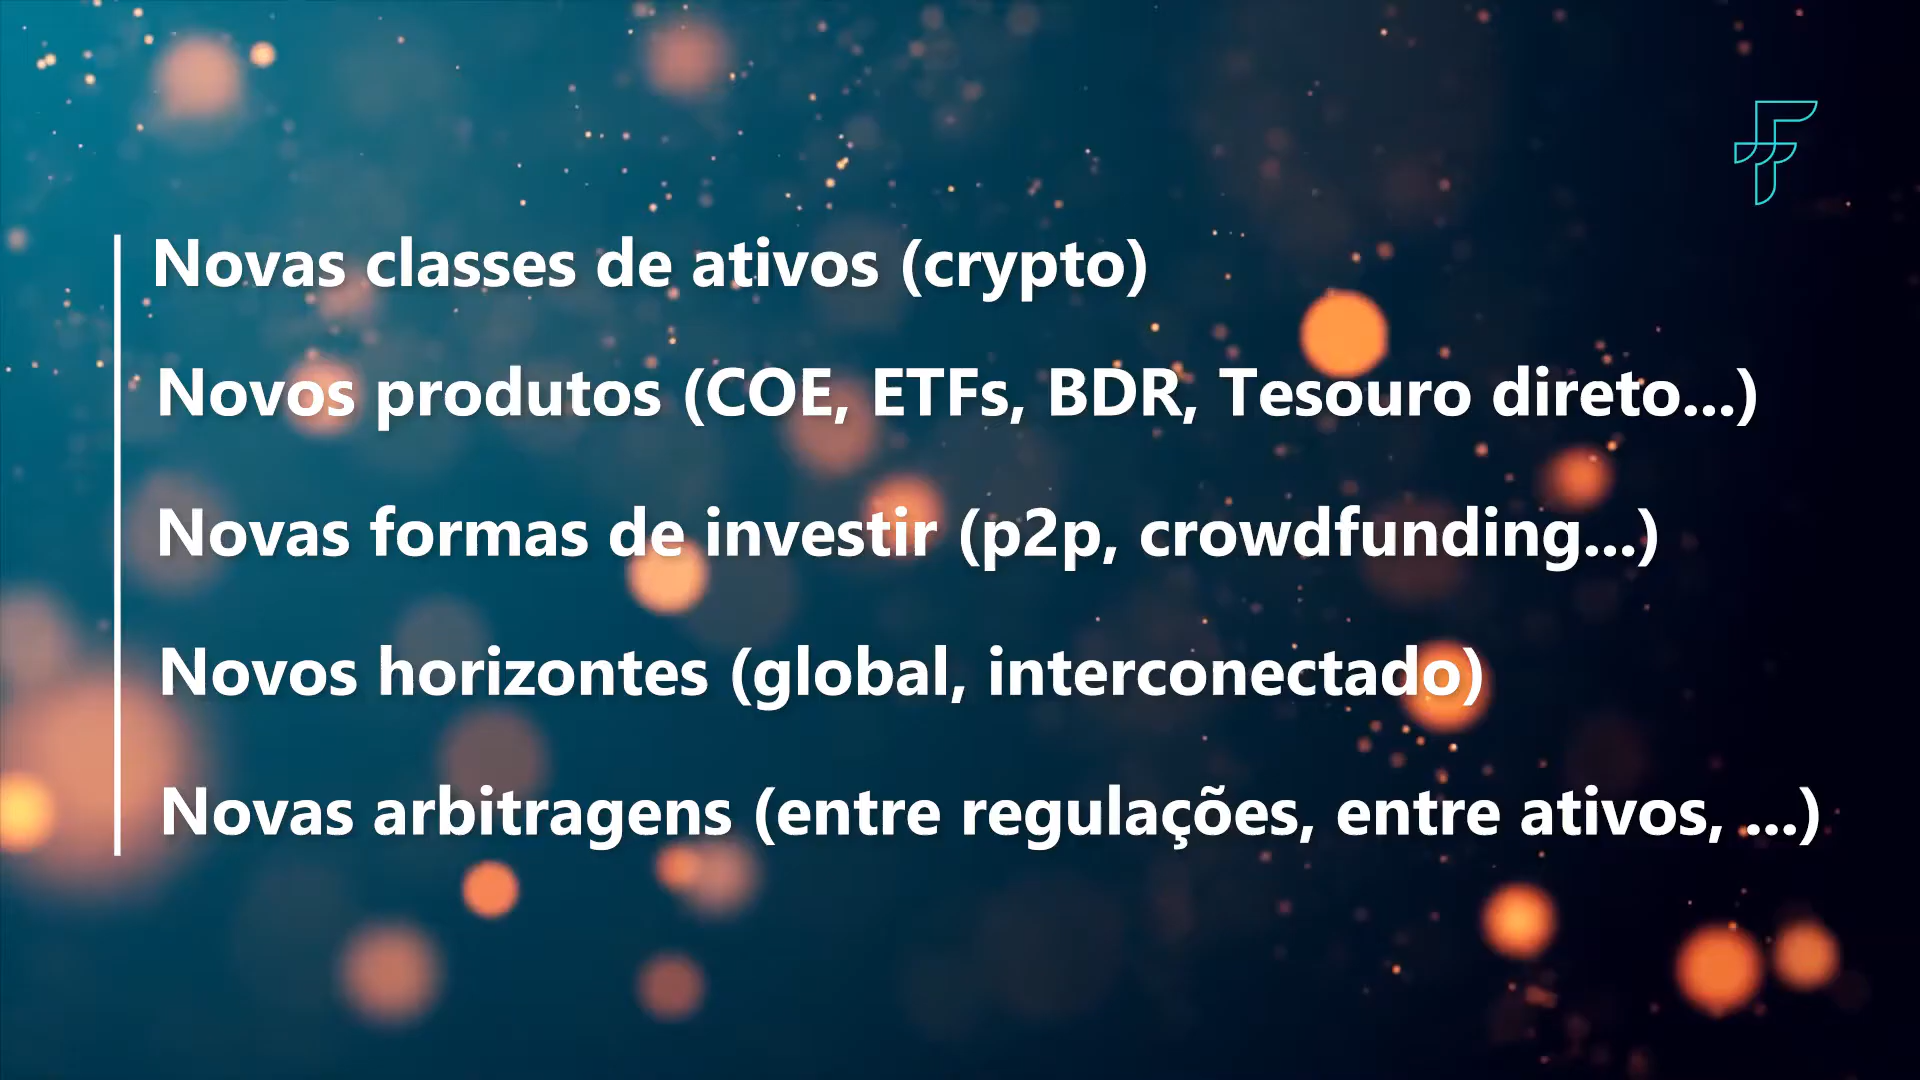 Novas classes de ativos (crypto)
Novos produtos (COE, ETFs, BDR, Tesouro direto...)
Novas formas de investir (p2p, crowdfunding...)
Novos horizontes (global, interconectado)
Novas arbitragens (entre regulações, entre ativos, ...)